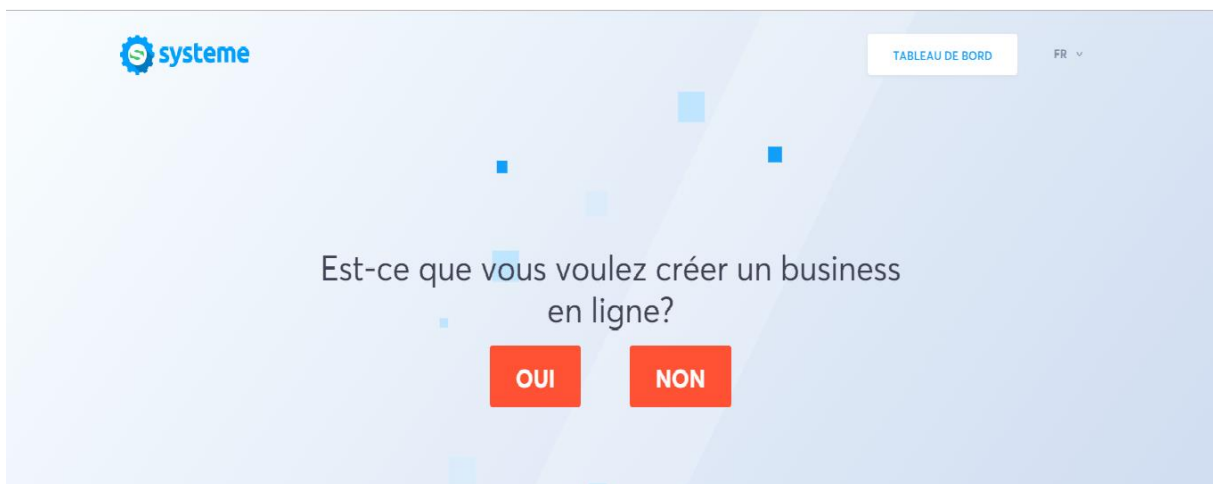 systeme
TABLEAU DE BORD
FR
Est-ce que vous voulez créer un business
en ligne?
OUI
NON